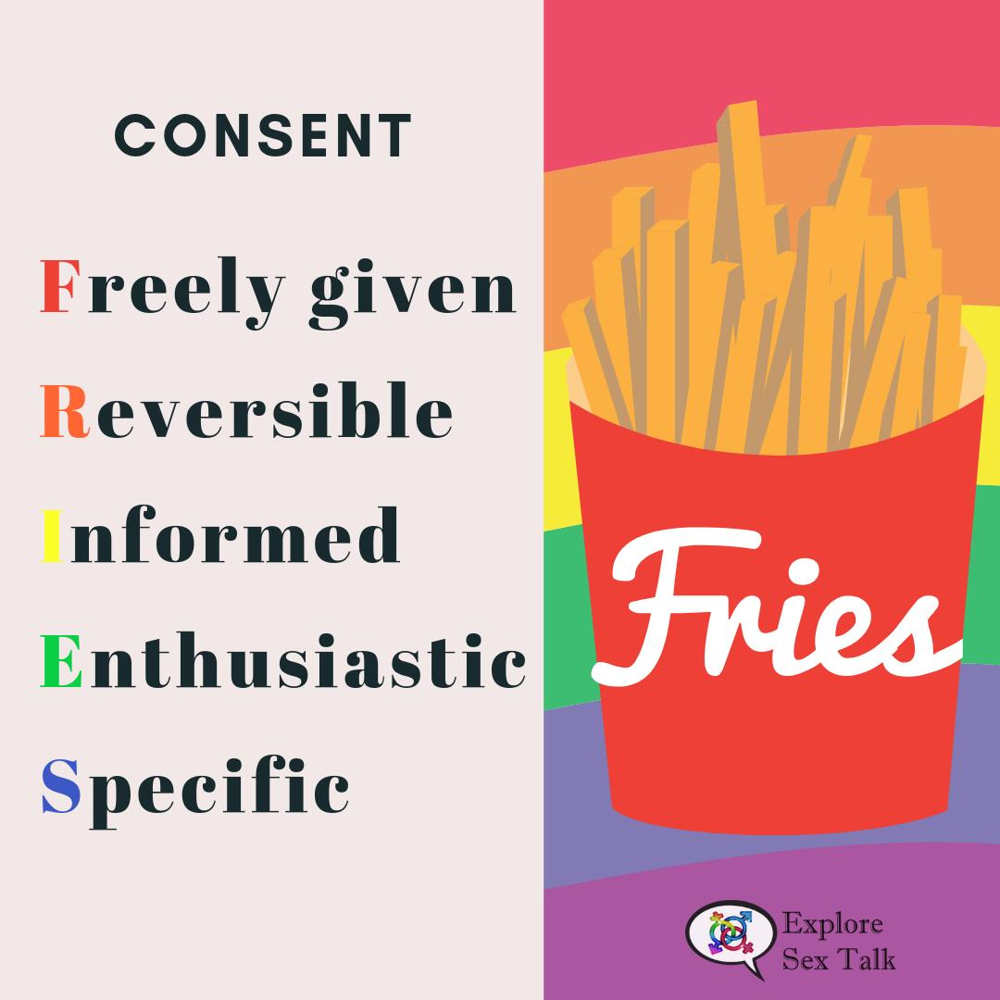 CONSENT
Freely given
Reversible
Informed
Enthusiastic
Specific
Fries
Explore
Sex Talk